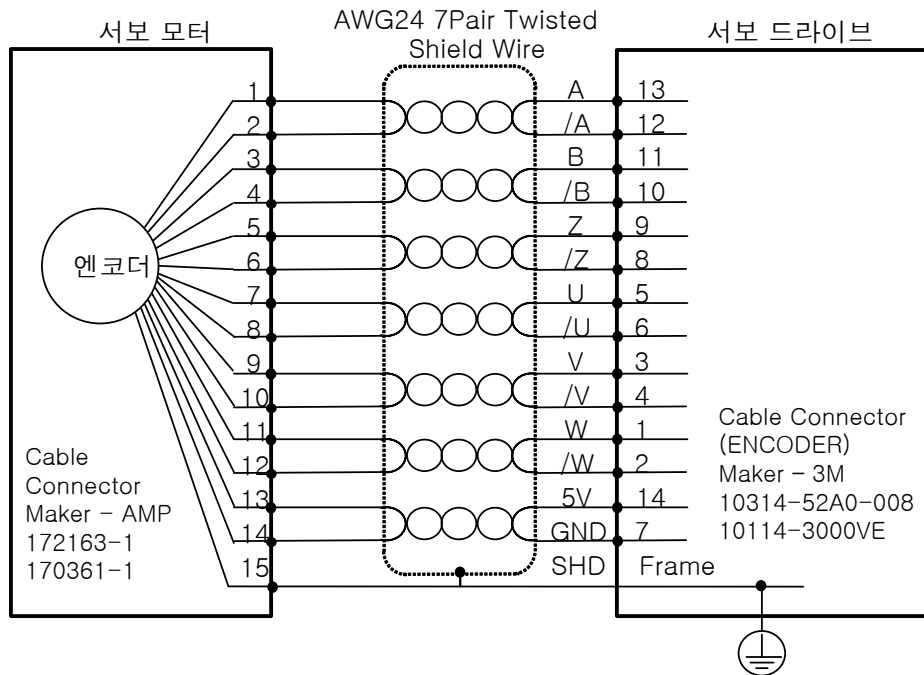 서보 모터
AWG24 7Pair Twisted
Shield Wire
서보 드라이브
1 A 13
2 /A 12
3 B 11
4 /B 10
5 Z 9
엔코더
6 /Z 8
7 U 5
8 /U 6
9 V 3
10 /V 4
11 W 1
12 /W 2
13 5V 14
14 GND 7
15 SHD Frame
Cable
Connector
Maker - AMP
172163-1
170361-1
Cable Connector
(ENCODER)
Maker - 3M
10314-52A0-008
10114-3000VE